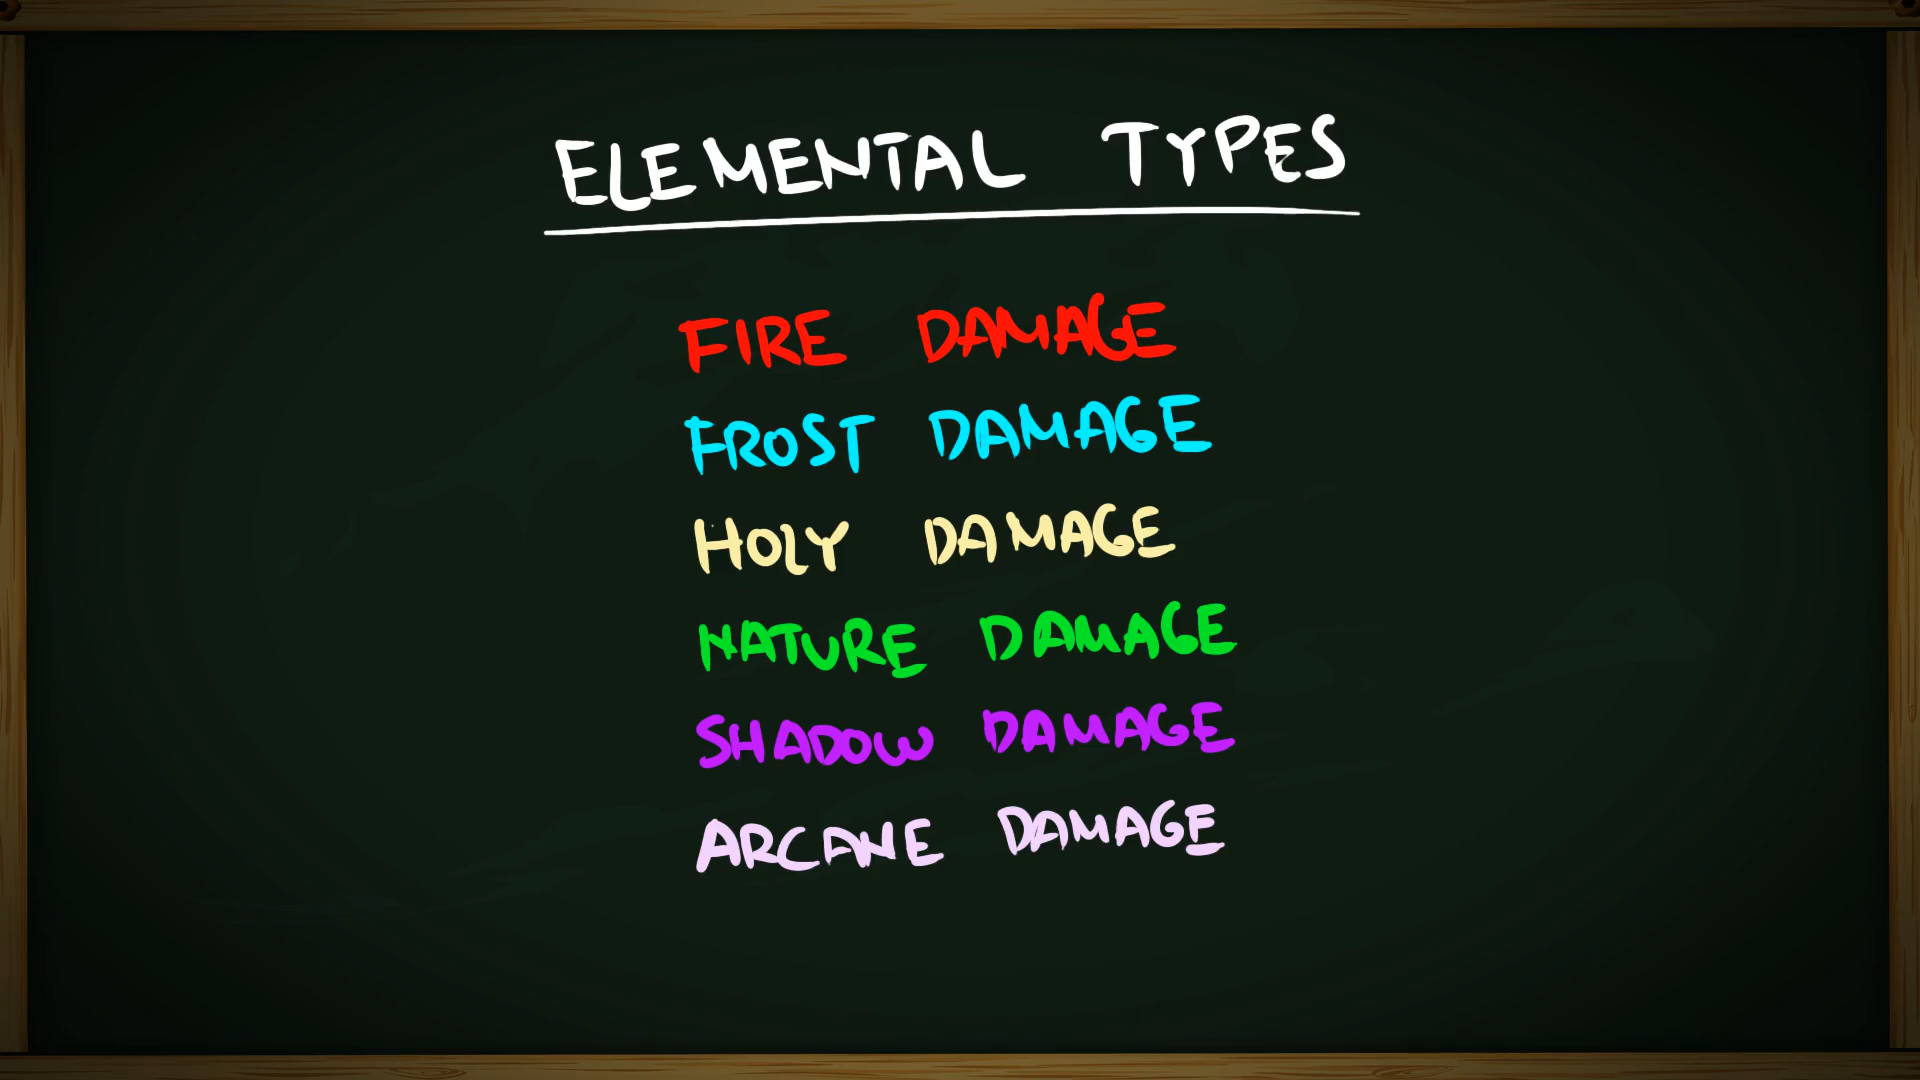 ELEMENTAL TYPES
FIRE DAMAGE
FROST DAMAGE
HOLY DAMAGE
NATURE DAMAGE
SHADOW DAMAGE
ARCANE DAMAGE